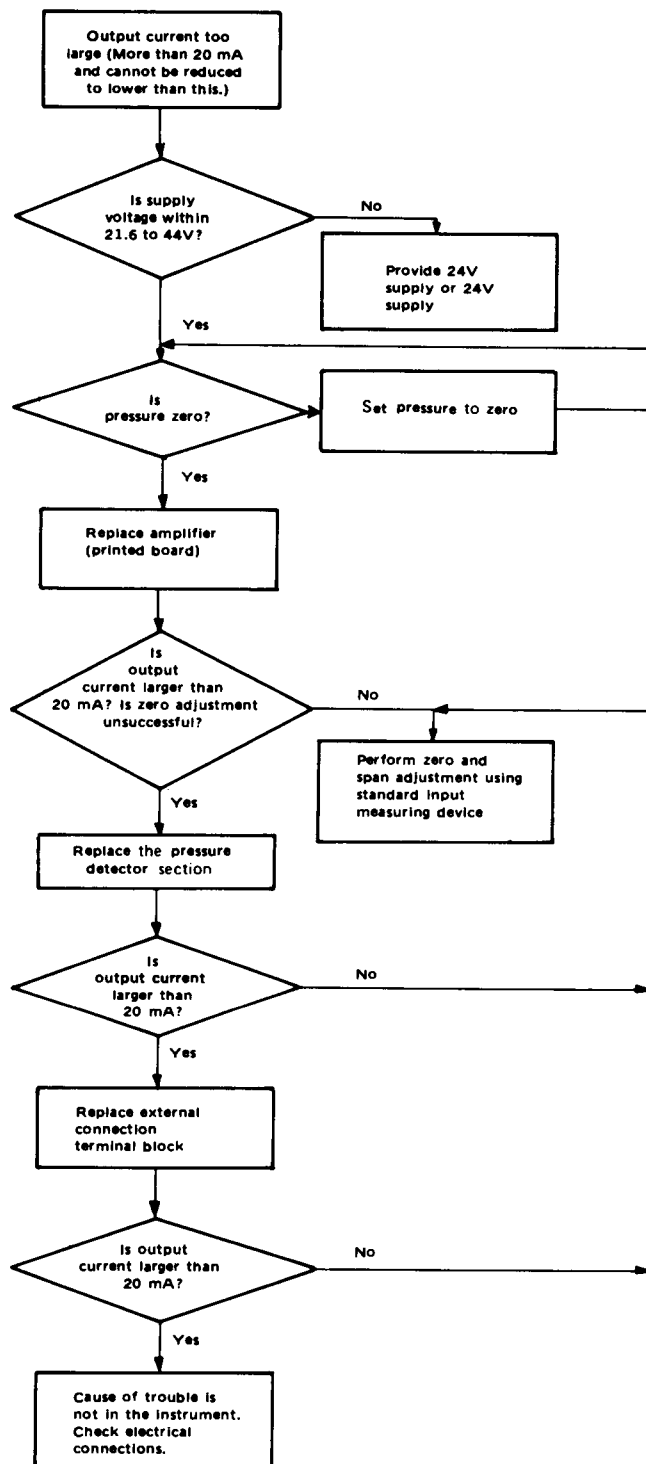 Output current too
large (More than 20 mA
and cannot be reduced
to lower than this.)
Is supply
voltage within
21.6 to 44V?
No
Provide 24V
supply or 24V
supply
Yes
Is
pressure zero?
Set pressure to zero
Yes
Replace amplifier
(printed board)
Is
output
current larger than
20 mA? Is zero adjustment
unsuccessful?
No
Perform zero and
span adjustment using
standard input
measuring device
Yes
Replace the pressure
detector section
Is
output current
larger than
20 mA?
No
Yes
Replace external
connection
terminal block
Is output
current larger than
20 mA?
No
Yes
Cause of trouble is
not in the instrument.
Check electrical
connections.